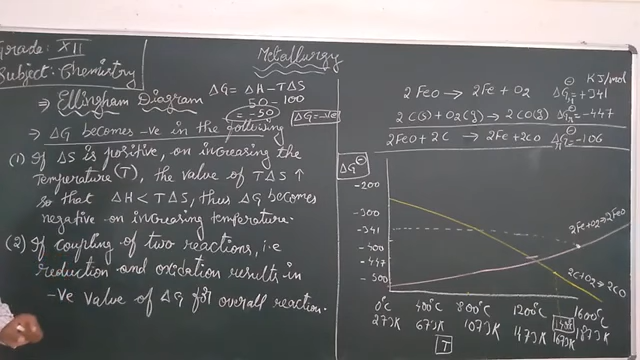 Grade: XII
Subject: Chemistry
Metallurgy
⇒ Ellingham Diagram
ΔG = ΔH - TΔS
50 - 100
= -50
ΔG = -ve
⇒ ΔG becomes -ve in the following
(1) If ΔS is positive, on increasing the
Temperature (T), the value of TΔS ↑
so that ΔH < TΔS, thus ΔG becomes
negative on increasing temperature.
(2) If coupling of two reactions, i.e
reduction and oxidation results in
-ve value of ΔG for overall reaction.
KJ/mol
2FeO → 2Fe + O2 ΔG⊖ = +341
2C(s) + O2(g) → 2CO(g) ΔG⊖ = -447
2FeO + 2C → 2Fe + 2CO ΔG⊖ = -106
ΔG⊖
-200
-300
-341
-400
-447
-500
2Fe+O2→2FeO
2C+O2→2CO
0°C 400°C 800°C 1200°C 1600°C
273K 673K 1073K 1473K 1673K 1873K
T